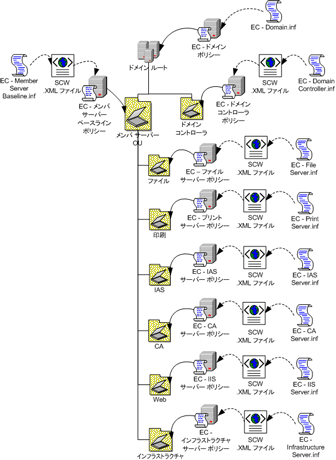 EC - Domain.inf
EC - ドメイン
ポリシー
ドメイン ルート
EC - Member
Server
Baseline.inf
SCW
.XML ファイル
EC - メンバ
サーバー
ベースライン
ポリシー
メンバ サーバー
OU
ドメイン
コントローラ
EC - ドメイン
コントローラ
ポリシー
SCW
.XML ファイル
EC - Domain
Controller.inf
ファイル
EC – ファイル
サーバー ポリシー
SCW
.XML ファイル
EC - File
Server.inf
印刷
EC - プリント
サーバー ポリシー
SCW
.XML ファイル
EC - Print
Server.inf
IAS
EC - IAS
サーバー ポリシー
SCW
.XML ファイル
EC - IAS
Server.inf
CA
EC - CA
サーバー ポリシー
SCW
.XML ファイル
EC - CA
Server.inf
Web
EC - IIS
サーバー ポリシー
SCW
.XML ファイル
EC - IIS
Server.inf
インフラストラクチャ
EC -
インフラストラクチャ
サーバー ポリシー
SCW
.XML ファイル
EC -
Infrastructure
Server.inf